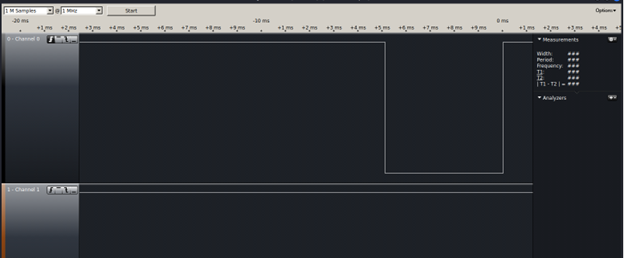 1 M Samples @ 1 MHz Start Options
-20 ms -10 ms 0 ms
+1 ms +2 ms +3 ms +4 ms +5 ms +6 ms +7 ms +8 ms +9 ms +1 ms +2 ms +3 ms +4 ms +5 ms +6 ms +7 ms +8 ms +9 ms +1 ms +2 ms +3 ms +4 ms
0 - Channel 0
Measurements
Width: ###
Period: ###
Frequency: ###
T1: ###
T2: ###
| T1 - T2 | = ###
Analyzers
1 - Channel 1